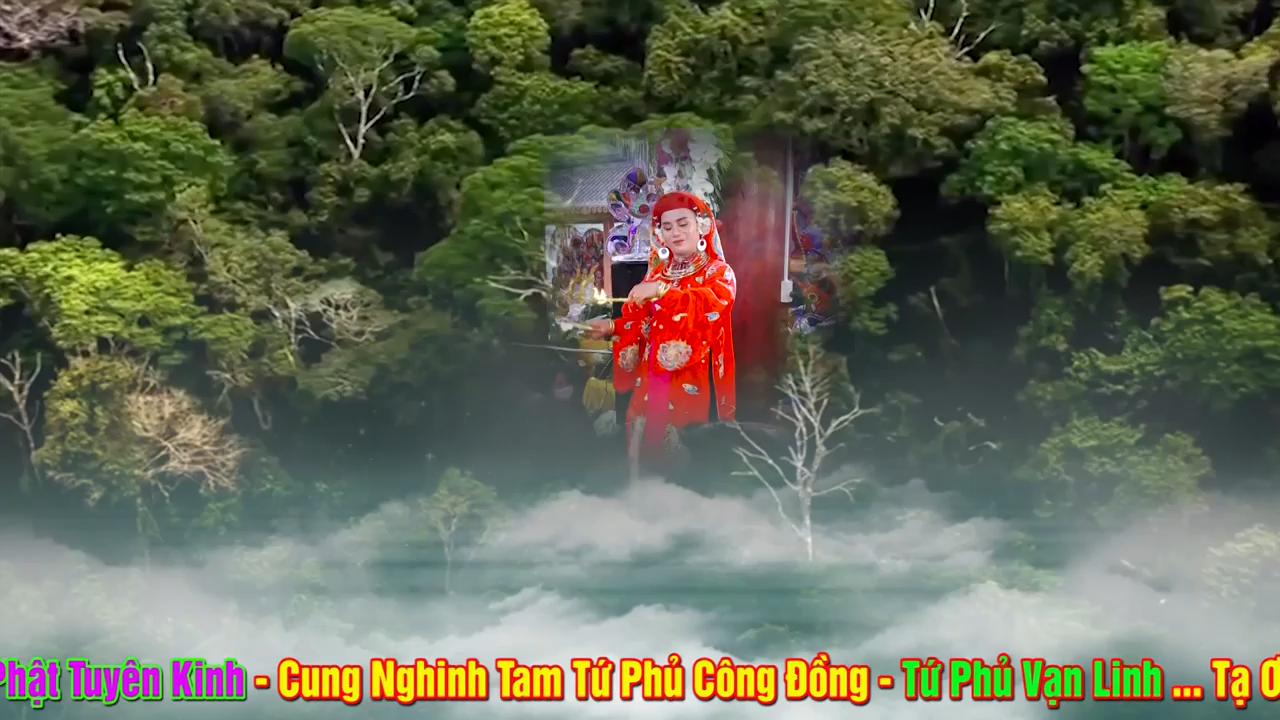 Phật Tuyên Kinh - Cung Nghinh Tam Tứ Phủ Công Đồng - Tứ Phủ Vạn Linh ... Tạ